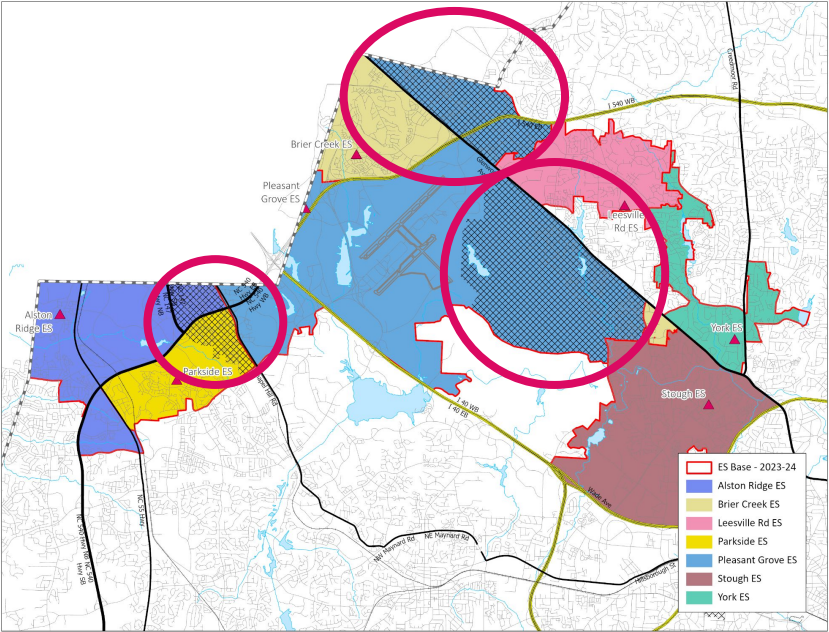 Creedmoor Rd
I 540 WB
I 540 EB
Brier Creek ES
Pleasant
Grove ES
Leesville
Rd ES
Alston
Ridge ES
Parkside ES
York ES
Stough ES
I 40 WB
I 40 EB
Wade Ave
NC 55 Hwy
NW Maynard Rd
NE Maynard Rd
Hillsborough St
ES Base - 2023-24
Alston Ridge ES
Brier Creek ES
Leesville Rd ES
Parkside ES
Pleasant Grove ES
Stough ES
York ES